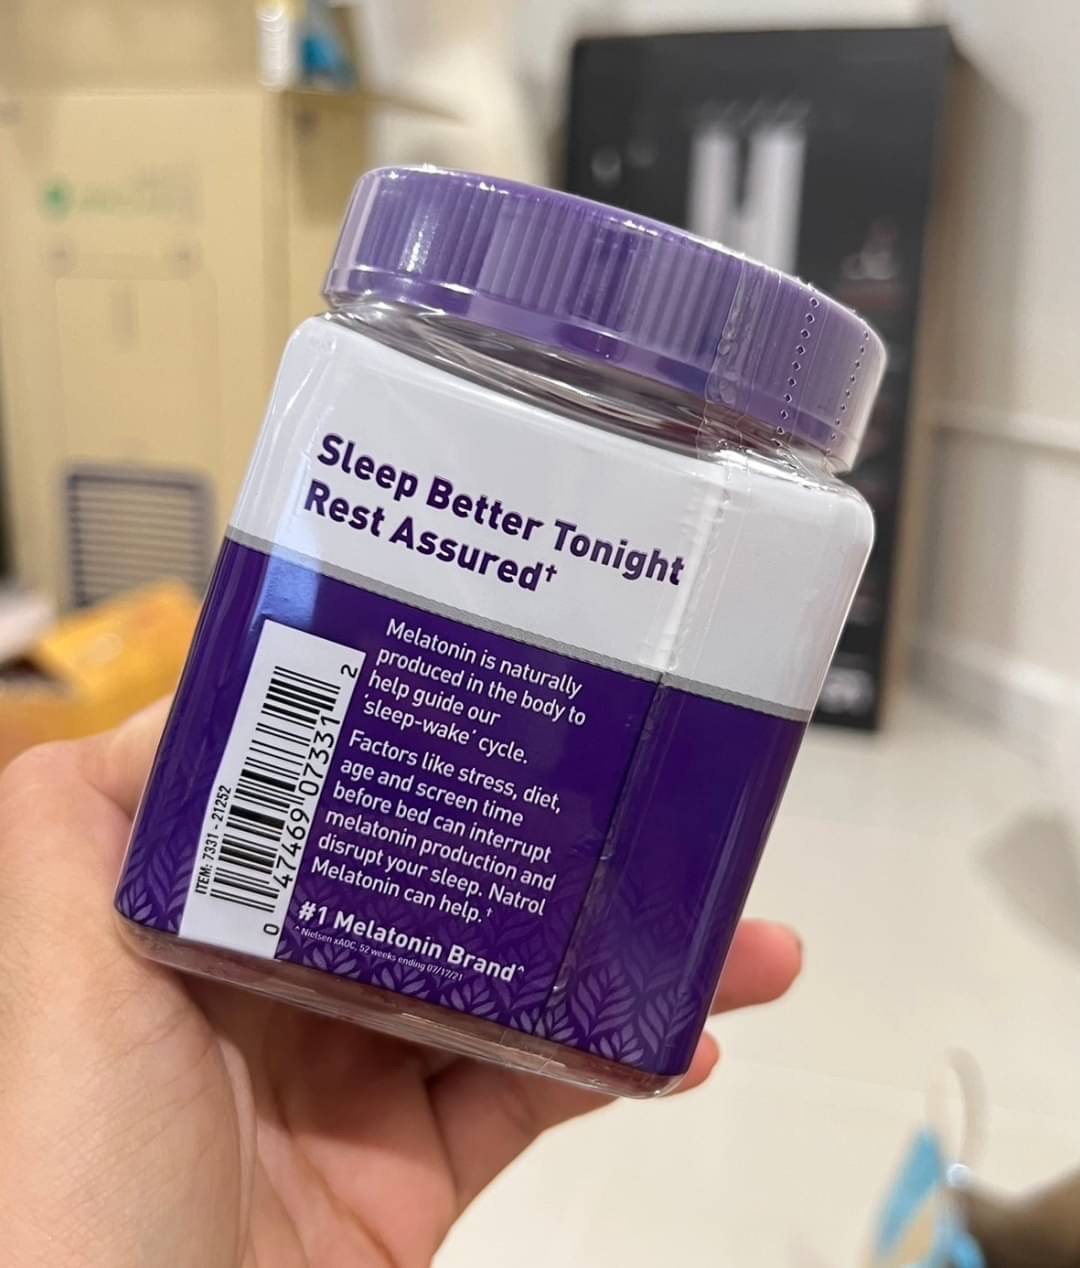 Sleep Better Tonight
Rest Assured†
Melatonin is naturally
produced in the body to
help guide our
‘sleep-wake’ cycle.
Factors like stress, diet,
age and screen time
before bed can interrupt
melatonin production and
disrupt your sleep. Natrol
Melatonin can help.†
#1 Melatonin Brand^
^ Nielsen xAOC, 52 weeks ending 07/17/21
ITEM: 7331 - 21252
0 47469 07331 2